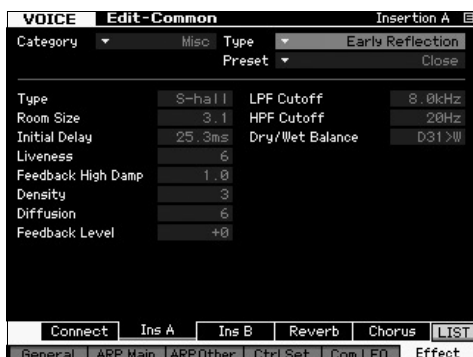 VOICE Edit-Common Insertion A
Category Misc Type Early Reflection
Preset Close
Type S-hall LPF Cutoff 8.0kHz
Room Size 3.1 HPF Cutoff 20Hz
Initial Delay 25.3ms Dry/Wet Balance D31>W
Liveness 6
Feedback High Damp 1.0
Density 3
Diffusion 6
Feedback Level +0
Connect Ins A Ins B Reverb Chorus LIST
General ARP Main ARP Other Ctrl Set Com LFO Effect